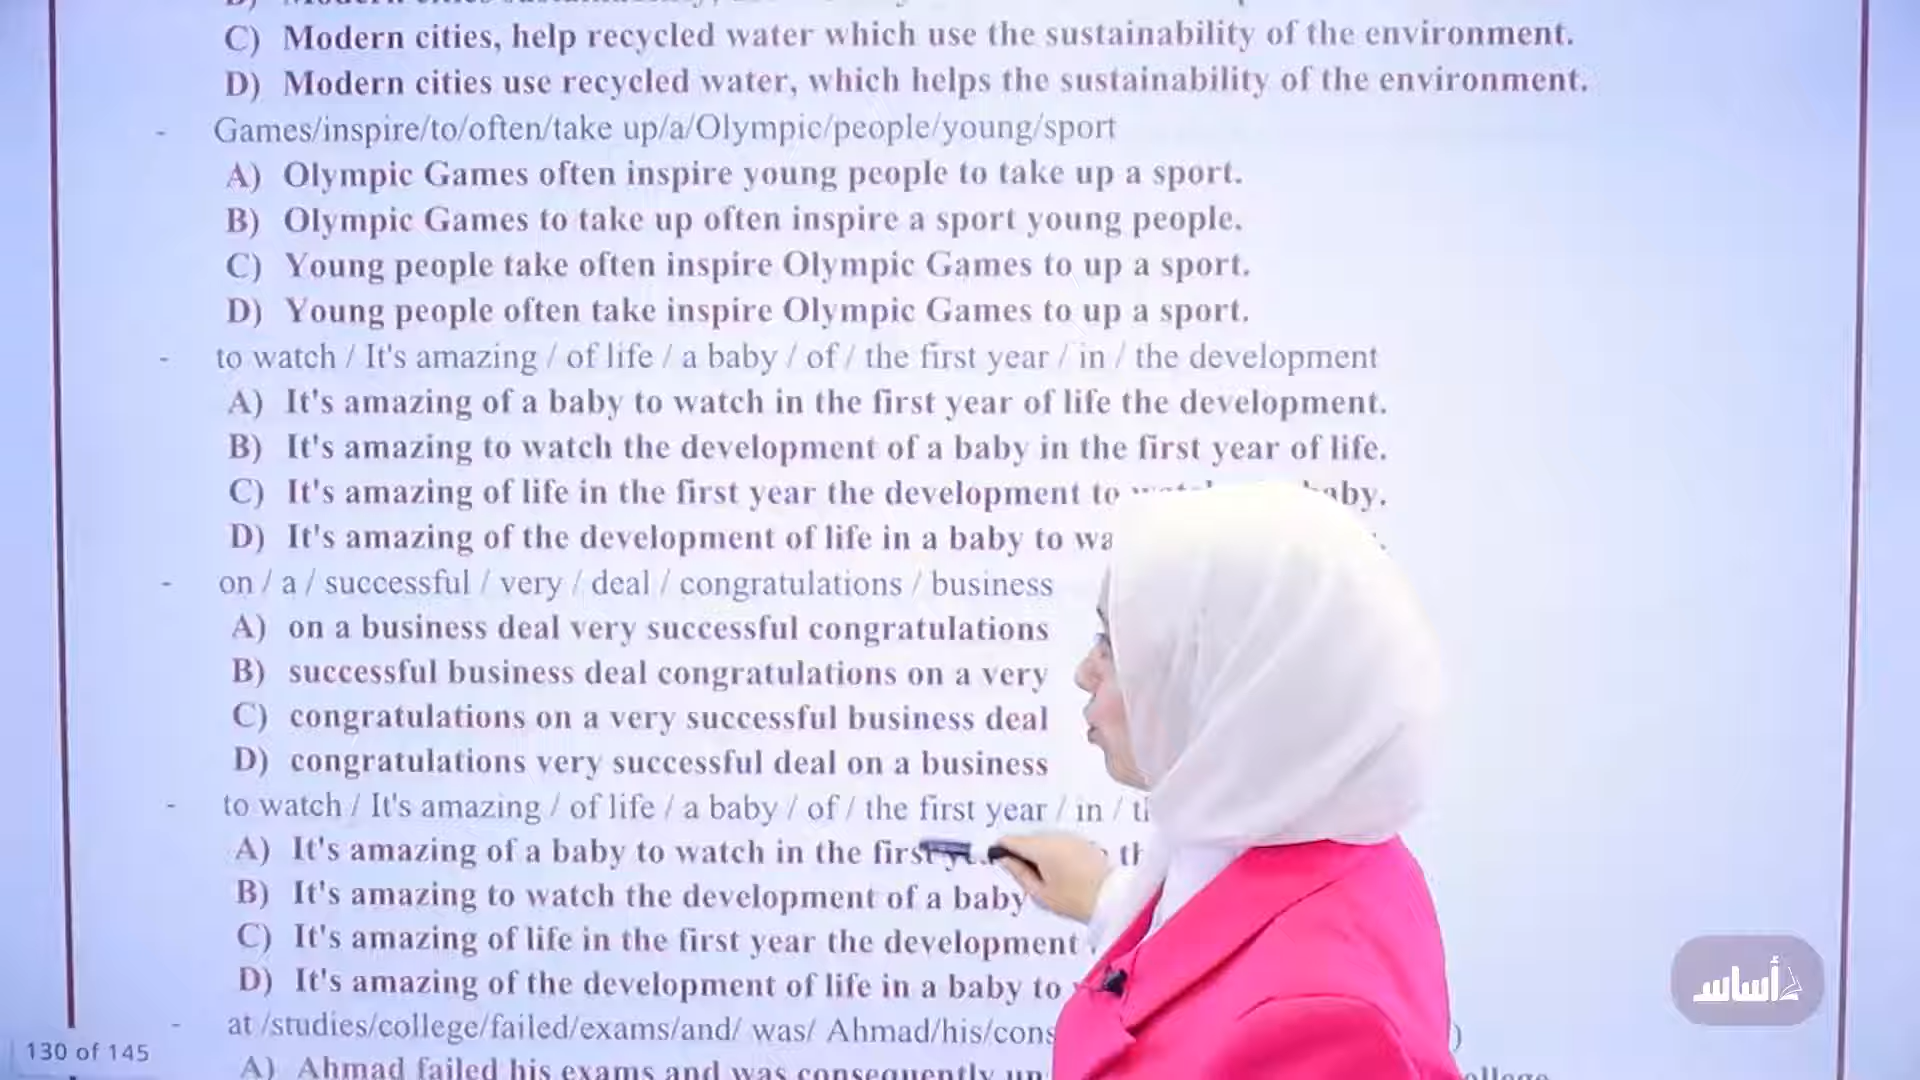 C) Modern cities, help recycled water which use the sustainability of the environment.
D) Modern cities use recycled water, which helps the sustainability of the environment.
- Games/inspire/to/often/take up/a/Olympic/people/young/sport
A) Olympic Games often inspire young people to take up a sport.
B) Olympic Games to take up often inspire a sport young people.
C) Young people take often inspire Olympic Games to up a sport.
D) Young people often take inspire Olympic Games to up a sport.
- to watch / It's amazing / of life / a baby / of / the first year / in / the development
A) It's amazing of a baby to watch in the first year of life the development.
B) It's amazing to watch the development of a baby in the first year of life.
C) It's amazing of life in the first year the development to baby.
D) It's amazing of the development of life in a baby to
- on / a / successful / very / deal / congratulations / business
A) on a business deal very successful congratulations
B) successful business deal congratulations on a very
C) congratulations on a very successful business deal
D) congratulations very successful deal on a business
- to watch / It's amazing / of life / a baby / of / the first year / in /
A) It's amazing of a baby to watch in the first
B) It's amazing to watch the development of a baby
C) It's amazing of life in the first year the development
D) It's amazing of the development of life in a baby to
- at /studies/college/failed/exams/and/ was/ Ahmad/his/
A) Ahmad failed his exams and was consequently
130 of 145
أساس